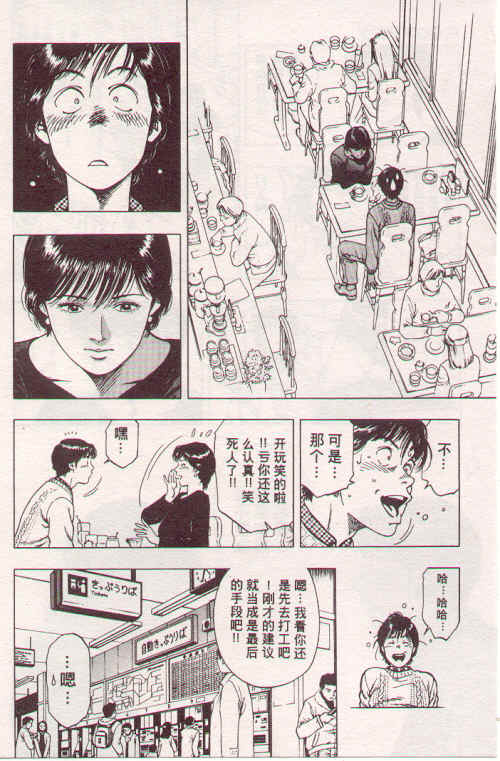 不⋯
可是⋯
那个⋯
开玩笑的啦
!!亏你还这
么认真!!笑
死人了!!
嘿⋯
哈⋯哈哈⋯
嗯⋯我看你还
是先去打工吧
!刚才的建议
就当成是最后
的手段吧!!
きっぷうりば
Tickets
自動きっぷうりば
⋯嗯⋯